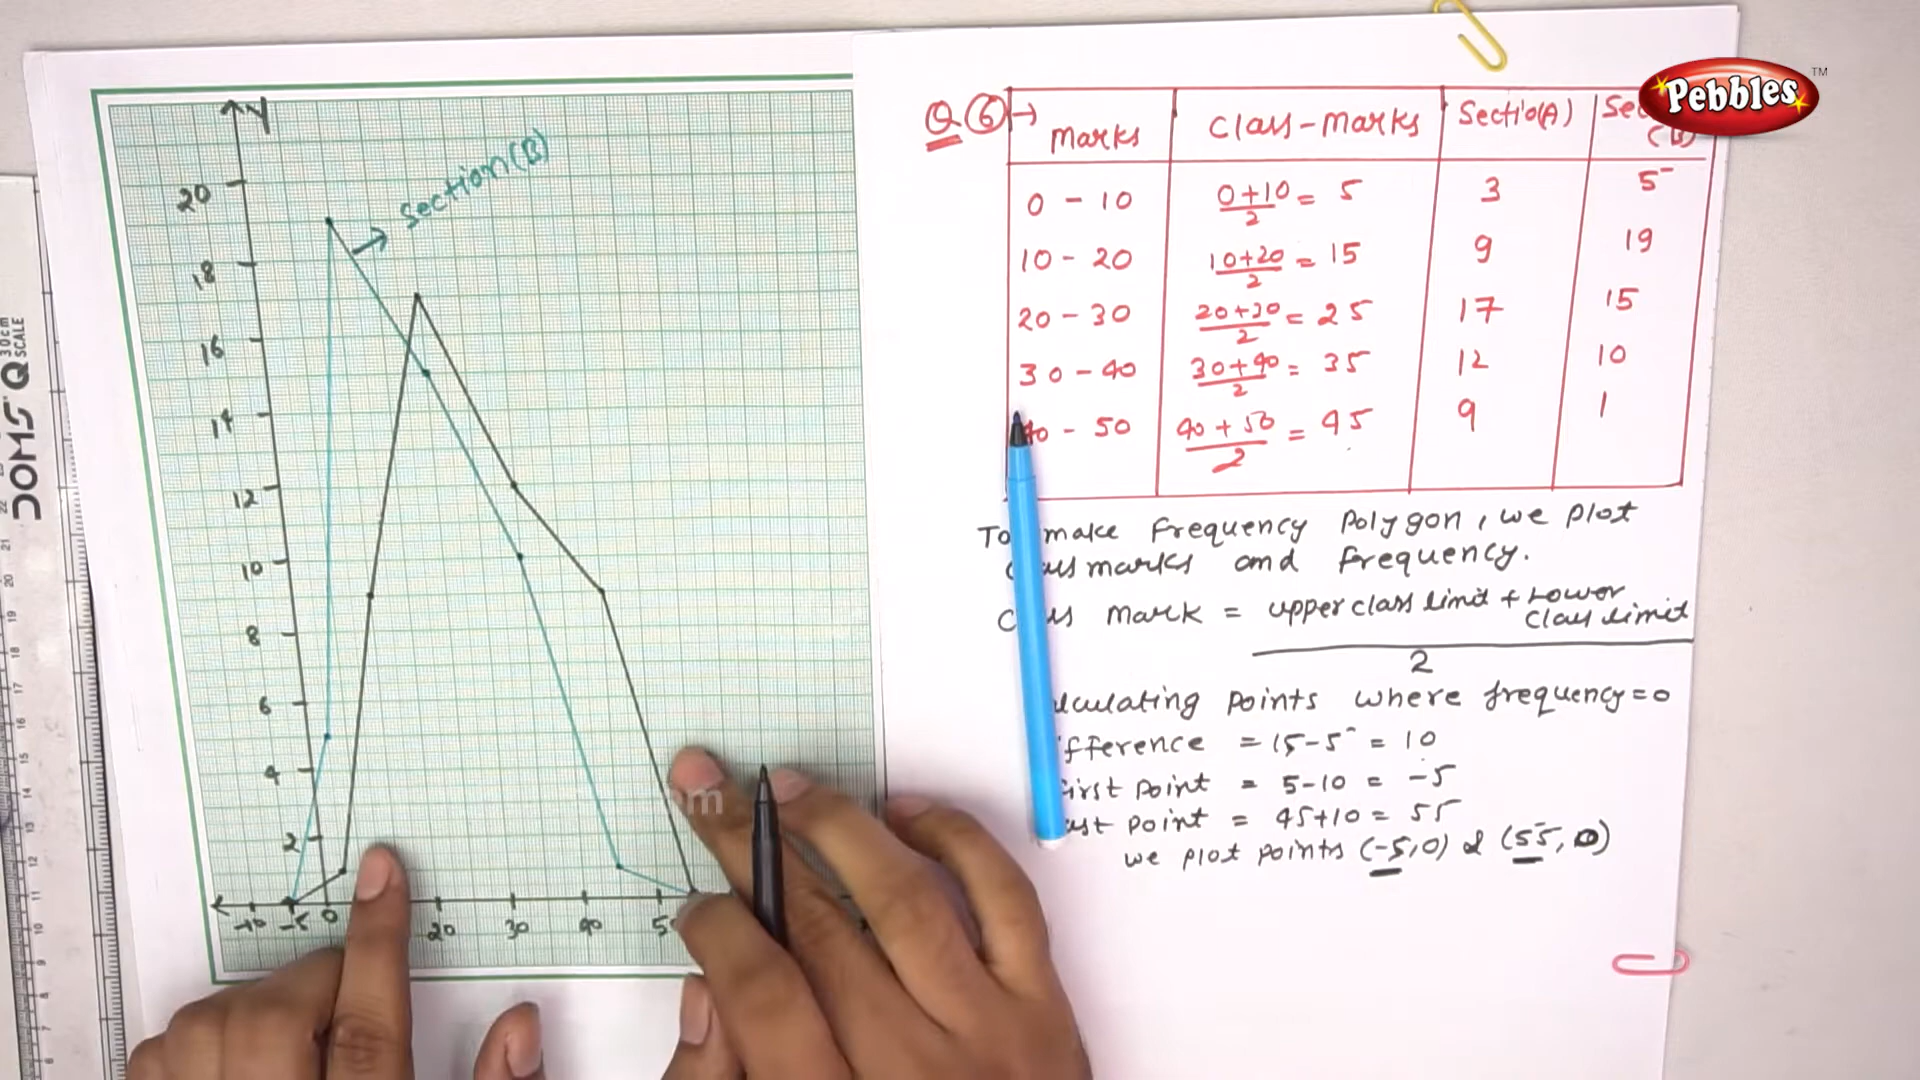 Y
Section(B)
20
18
16
14
12
10
8
6
4
2
-10 -5 0 20 30 40
DOMS Q 30cm SCALE
Pebbles TM
Q6 → Marks Class-Marks Sectio(A) (B)
0 - 10 0+10/2 = 5 3 5
10 - 20 10+20/2 = 15 9 19
20 - 30 20+30/2 = 25 17 15
30 - 40 30+40/2 = 35 12 10
40 - 50 40+50/2 = 45 9 1
To make frequency Polygon, we plot
marks and frequency.
Mark = upper class limit + Lower class limit
2
Points where frequency=0
= 15-5 = 10
Point = 5-10 = -5
Point = 45+10 = 55
we plot points (-5,0) & (55,0)